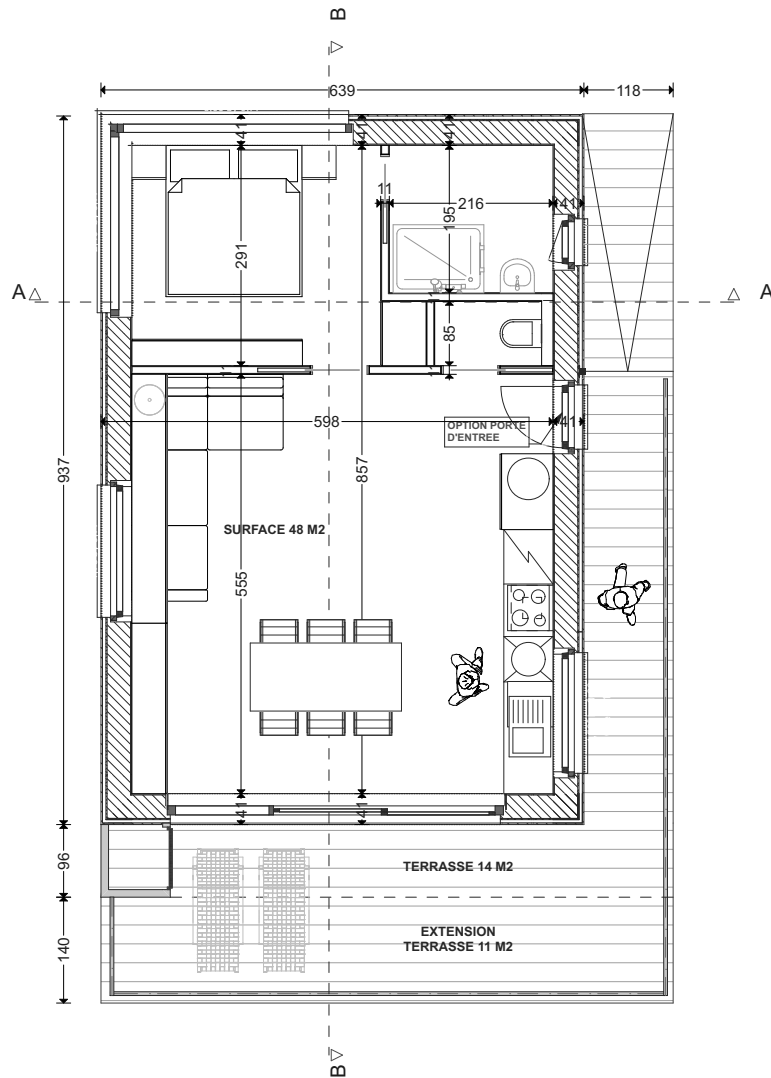 B
639
118
41
41
41
11
216
41
195
291
A
A
85
598
41
OPTION PORTE
D'ENTREE
937
857
SURFACE 48 M2
555
41
41
96
TERRASSE 14 M2
140
EXTENSION
TERRASSE 11 M2
B